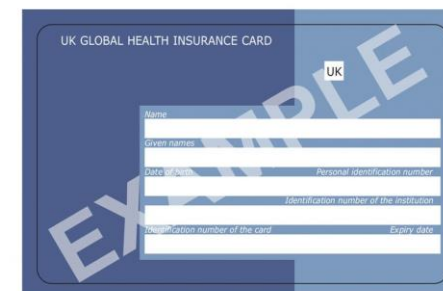 UK GLOBAL HEALTH INSURANCE CARD
UK
EXAMPLE
Name
Given names
Date of birth Personal identification number
Identification number of the institution
Identification number of the card Expiry date